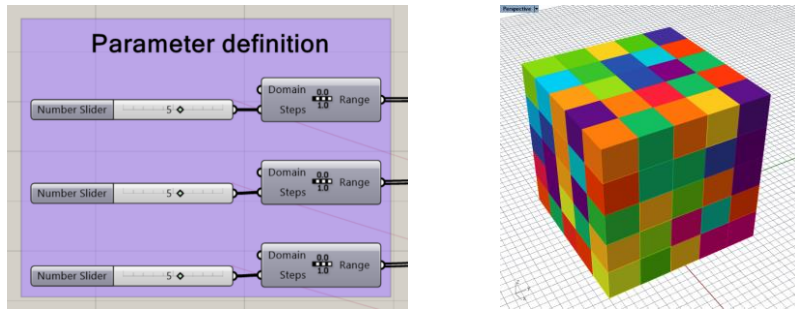 Parameter definition
Perspective
Domain
0.0
1.0
Range
Steps
Number Slider
5
Domain
0.0
1.0
Range
Steps
Number Slider
5
Domain
0.0
1.0
Range
Steps
Number Slider
5